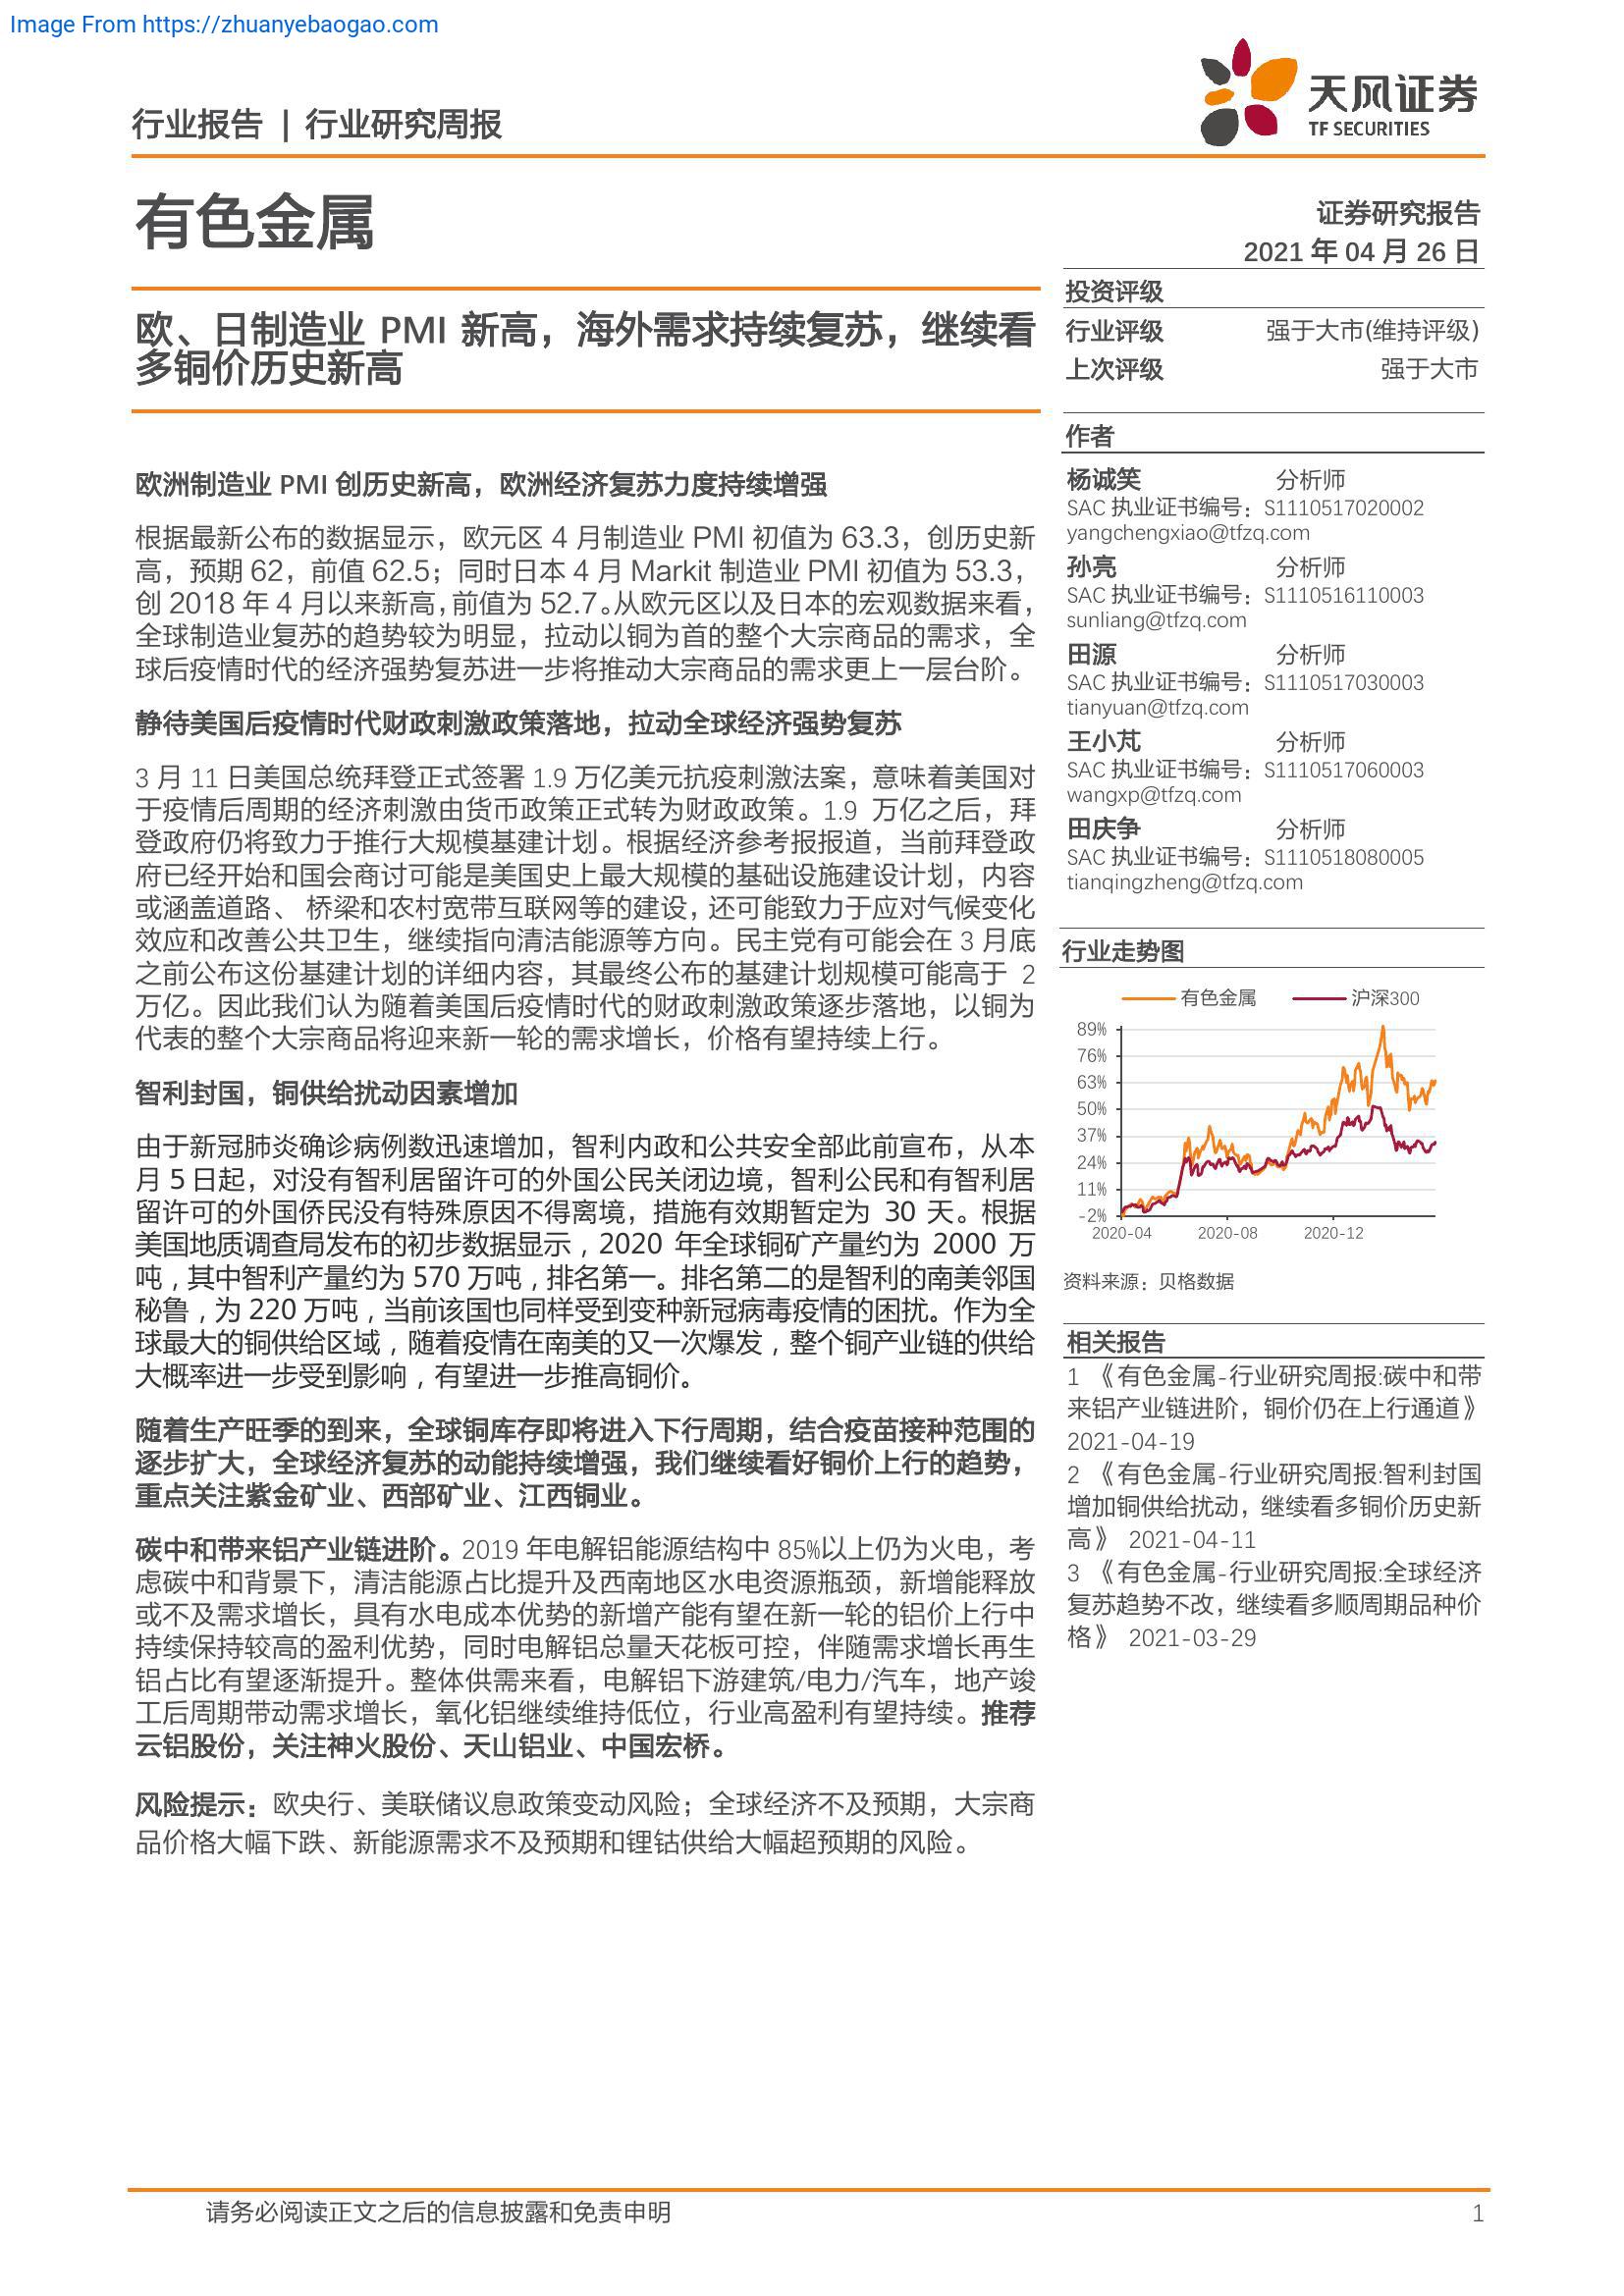 Image From https://zhuanyebaogao.com
行业报告 | 行业研究周报
天风证券
TF SECURITIES
有色金属
证券研究报告
2021 年 04 月 26 日
欧、日制造业 PMI 新高，海外需求持续复苏，继续看
多铜价历史新高
欧洲制造业 PMI 创历史新高，欧洲经济复苏力度持续增强
根据最新公布的数据显示，欧元区 4 月制造业 PMI 初值为 63.3，创历史新
高，预期 62，前值 62.5；同时日本 4 月 Markit 制造业 PMI 初值为 53.3，
创 2018 年 4 月以来新高，前值为 52.7。从欧元区以及日本的宏观数据来看，
全球制造业复苏的趋势较为明显，拉动以铜为首的整个大宗商品的需求，全
球后疫情时代的经济强势复苏进一步将推动大宗商品的需求更上一层台阶。
静待美国后疫情时代财政刺激政策落地，拉动全球经济强势复苏
3 月 11 日美国总统拜登正式签署 1.9 万亿美元抗疫刺激法案，意味着美国对
于疫情后周期的经济刺激由货币政策正式转为财政政策。1.9 万亿之后，拜
登政府仍将致力于推行大规模基建计划。根据经济参考报报道，当前拜登政
府已经开始和国会商讨可能是美国史上最大规模的基础设施建设计划，内容
或涵盖道路、 桥梁和农村宽带互联网等的建设，还可能致力于应对气候变化
效应和改善公共卫生，继续指向清洁能源等方向。民主党有可能会在 3 月底
之前公布这份基建计划的详细内容，其最终公布的基建计划规模可能高于 2
万亿。因此我们认为随着美国后疫情时代的财政刺激政策逐步落地，以铜为
代表的整个大宗商品将迎来新一轮的需求增长，价格有望持续上行。
智利封国，铜供给扰动因素增加
由于新冠肺炎确诊病例数迅速增加，智利内政和公共安全部此前宣布，从本
月 5 日起，对没有智利居留许可的外国公民关闭边境，智利公民和有智利居
留许可的外国侨民没有特殊原因不得离境，措施有效期暂定为 30 天。根据
美国地质调查局发布的初步数据显示，2020 年全球铜矿产量约为 2000 万
吨，其中智利产量约为 570 万吨，排名第一。排名第二的是智利的南美邻国
秘鲁，为 220 万吨，当前该国也同样受到变种新冠病毒疫情的困扰。作为全
球最大的铜供给区域，随着疫情在南美的又一次爆发，整个铜产业链的供给
大概率进一步受到影响，有望进一步推高铜价。
随着生产旺季的到来，全球铜库存即将进入下行周期，结合疫苗接种范围的
逐步扩大，全球经济复苏的动能持续增强，我们继续看好铜价上行的趋势，
重点关注紫金矿业、西部矿业、江西铜业。
碳中和带来铝产业链进阶。2019 年电解铝能源结构中 85%以上仍为火电，考
虑碳中和背景下，清洁能源占比提升及西南地区水电资源瓶颈，新增能释放
或不及需求增长，具有水电成本优势的新增产能有望在新一轮的铝价上行中
持续保持较高的盈利优势，同时电解铝总量天花板可控，伴随需求增长再生
铝占比有望逐渐提升。整体供需来看，电解铝下游建筑/电力/汽车，地产竣
工后周期带动需求增长，氧化铝继续维持低位，行业高盈利有望持续。推荐
云铝股份，关注神火股份、天山铝业、中国宏桥。
风险提示：欧央行、美联储议息政策变动风险；全球经济不及预期，大宗商
品价格大幅下跌、新能源需求不及预期和锂钴供给大幅超预期的风险。
投资评级
行业评级 强于大市(维持评级)
上次评级 强于大市
作者
杨诚笑 分析师
SAC 执业证书编号：S1110517020002
yangchengxiao@tfzq.com
孙亮 分析师
SAC 执业证书编号：S1110516110003
sunliang@tfzq.com
田源 分析师
SAC 执业证书编号：S1110517030003
tianyuan@tfzq.com
王小芃 分析师
SAC 执业证书编号：S1110517060003
wangxp@tfzq.com
田庆争 分析师
SAC 执业证书编号：S1110518080005
tianqingzheng@tfzq.com
行业走势图
有色金属 沪深300
89%
76%
63%
50%
37%
24%
11%
-2%
2020-04 2020-08 2020-12
资料来源：贝格数据
相关报告
1 《有色金属-行业研究周报:碳中和带
来铝产业链进阶，铜价仍在上行通道》
2021-04-19
2 《有色金属-行业研究周报:智利封国
增加铜供给扰动，继续看多铜价历史新
高》 2021-04-11
3 《有色金属-行业研究周报:全球经济
复苏趋势不改，继续看多顺周期品种价
格》 2021-03-29
请务必阅读正文之后的信息披露和免责申明 1